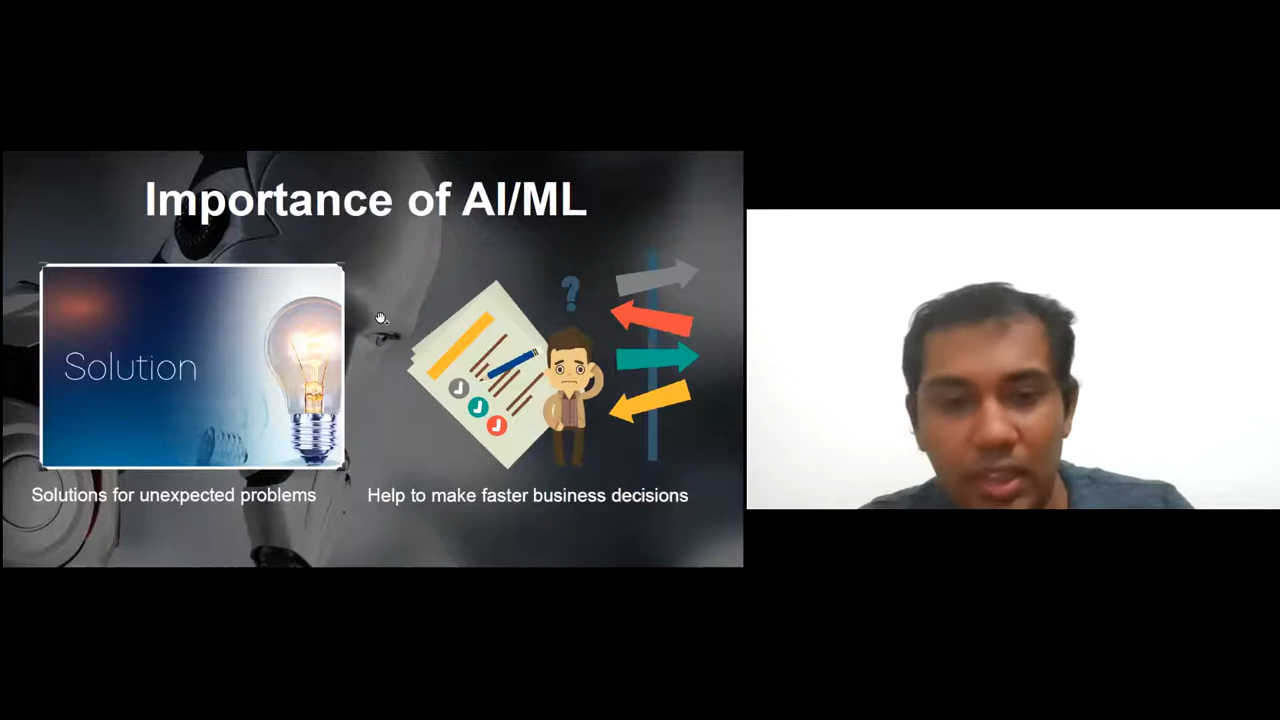 Importance of AI/ML
Solution
?
Solutions for unexpected problems
Help to make faster business decisions